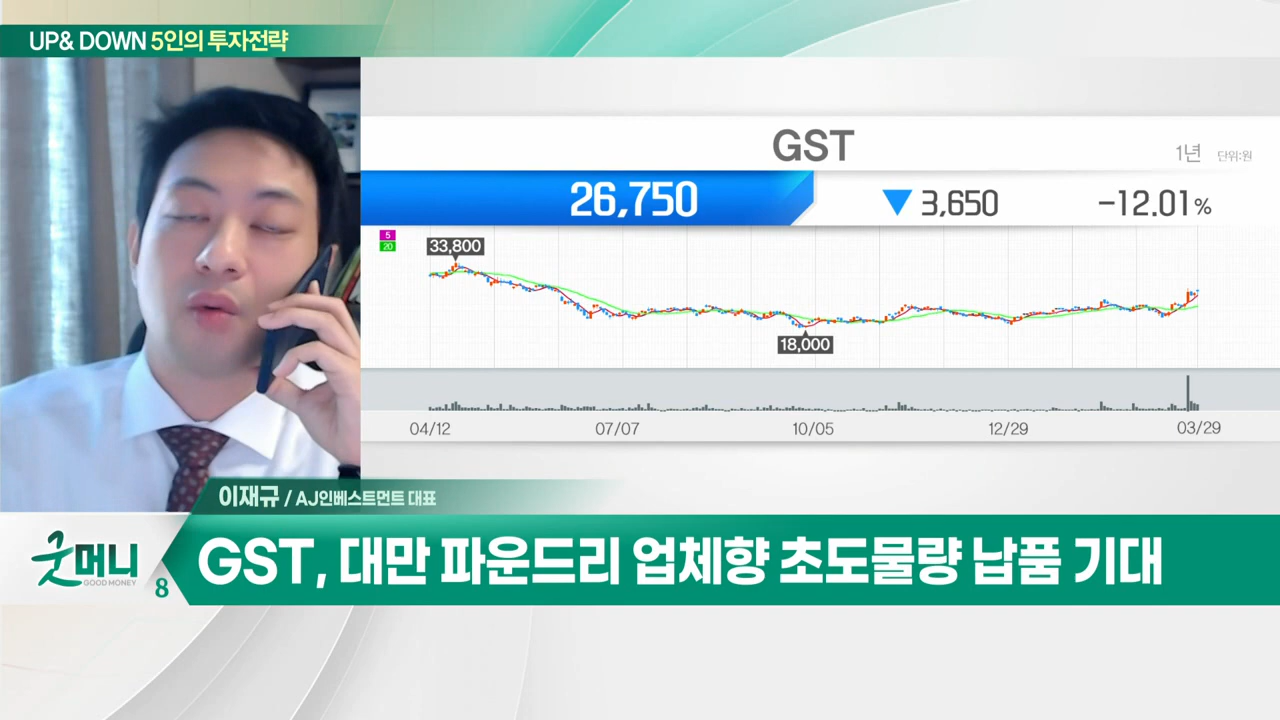 UP& DOWN 5인의 투자전략
GST
1년 단위:원
26,750 ▼ 3,650 -12.01%
5
20
33,800
18,000
04/12 07/07 10/05 12/29 03/29
이재규 / AJ인베스트먼트 대표
굿머니
GOOD MONEY
8
GST, 대만 파운드리 업체향 초도물량 납품 기대